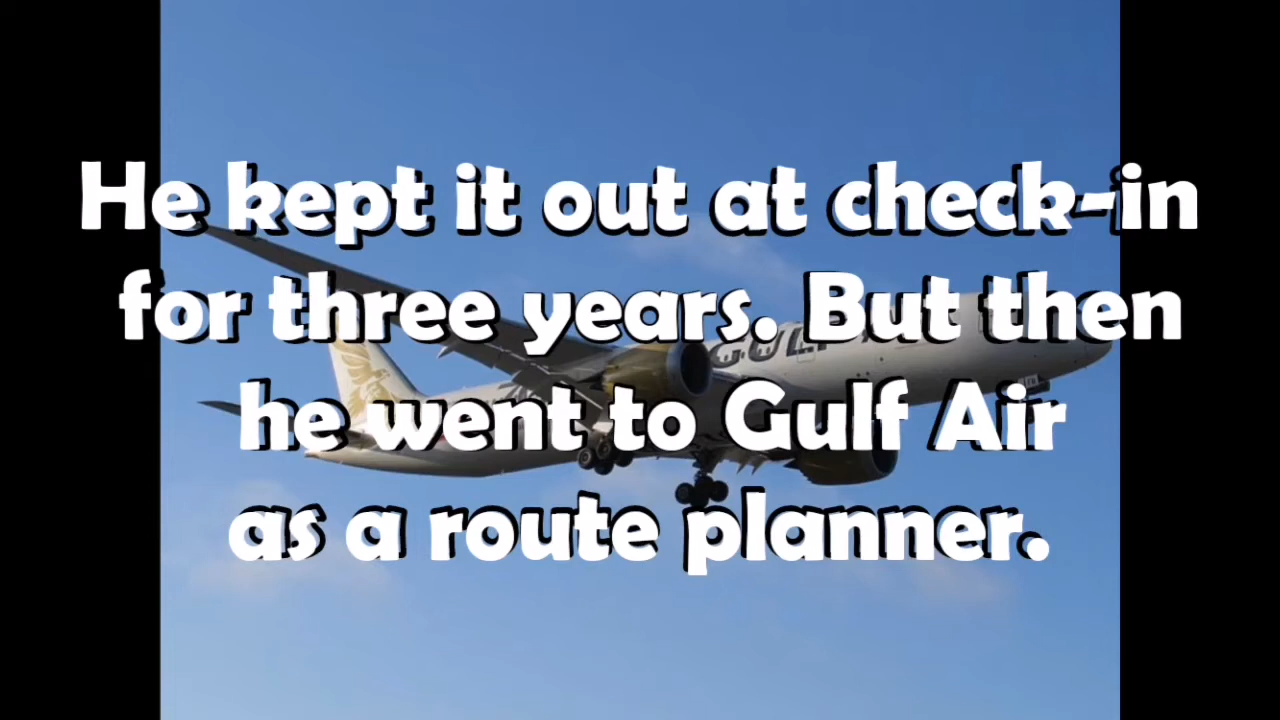 He kept it out at check-in
for three years. But then
he went to Gulf Air
as a route planner.
GULF